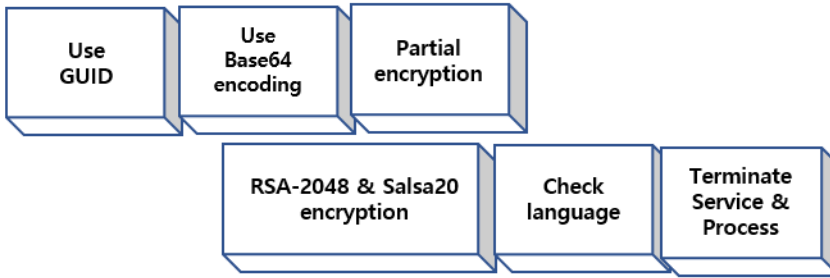 Use
GUID
Use
Base64
encoding
Partial
encryption
RSA-2048 & Salsa20
encryption
Check
language
Terminate
Service &
Process